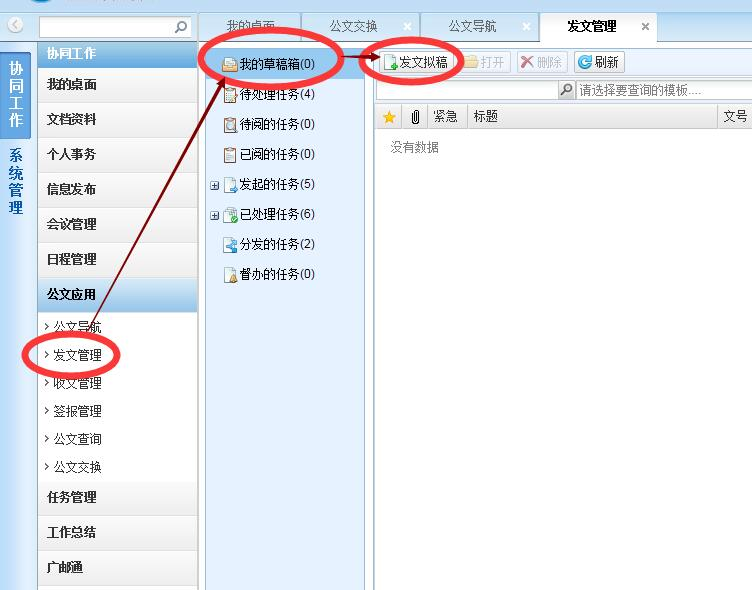 我的桌面
公文交换
公文导航
发文管理
协同工作
系统管理
协同工作
我的桌面
文档资料
个人事务
信息发布
会议管理
日程管理
公文应用
公文导航
发文管理
收文管理
签报管理
公文查询
公文交换
任务管理
工作总结
广邮通
我的草稿箱(0)
待处理任务(4)
待阅的任务(0)
已阅的任务(0)
发起的任务(5)
已处理任务(6)
分发的任务(2)
督办的任务(0)
发文拟稿 打开 删除 刷新
请选择要查询的模板....
紧急 标题 文号
没有数据